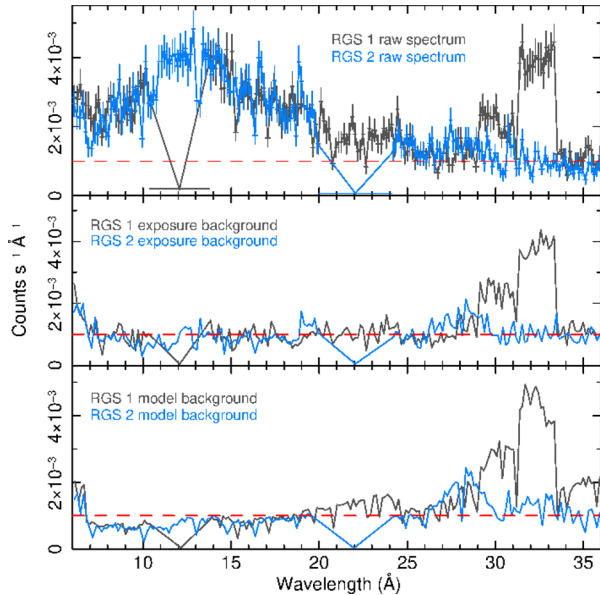 RGS 1 raw spectrum
RGS 2 raw spectrum
4×10⁻³
2×10⁻³
0
RGS 1 exposure background
RGS 2 exposure background
4×10⁻³
2×10⁻³
0
RGS 1 model background
RGS 2 model background
4×10⁻³
2×10⁻³
0
Counts s⁻¹ Å⁻¹
10 15 20 25 30 35
Wavelength (Å)